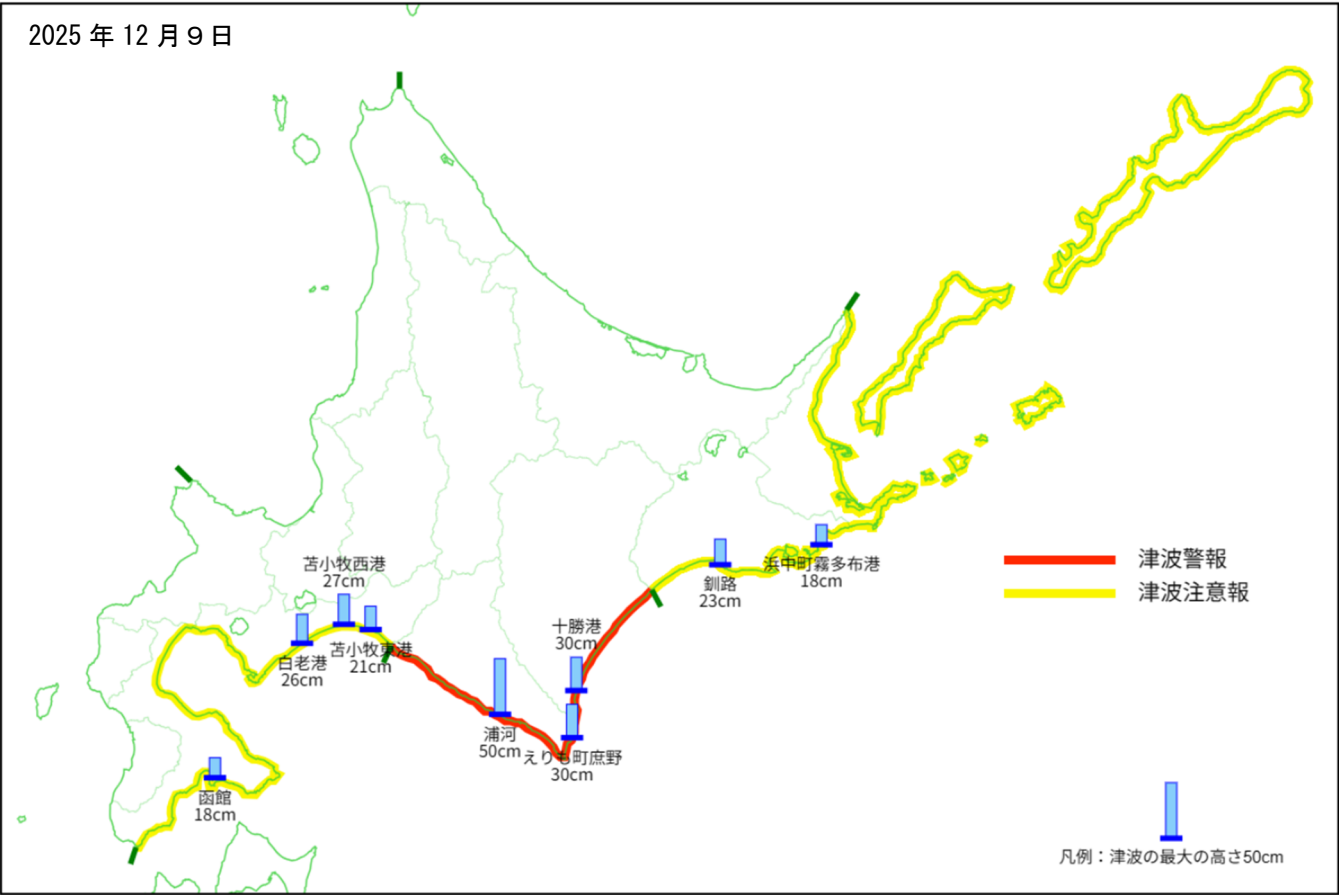 2025 年 12 月９日
苫小牧西港
27cm
苫小牧東港
21cm
白老港
26cm
浜中町霧多布港
18cm
釧路
23cm
十勝港
30cm
浦河
50cm
えりも町庶野
30cm
函館
18cm
津波警報
津波注意報
凡例：津波の最大の高さ50cm